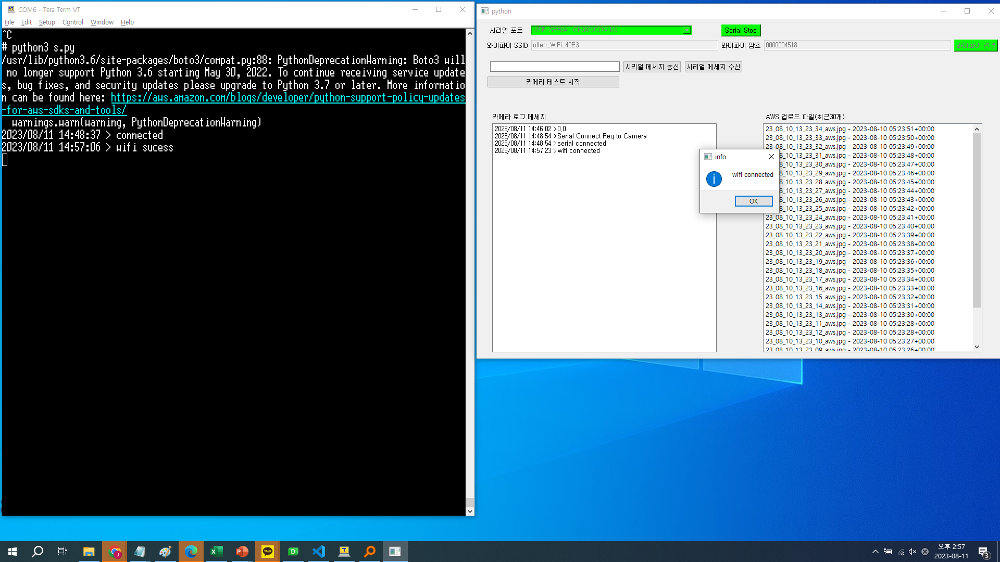 COM6 - Tera Term VT
File Edit Setup Control Window Help
^C
# python3 s.py
/usr/lib/python3.6/site-packages/boto3/compat.py:88: PythonDeprecationWarning: Boto3 will
no longer support Python 3.6 starting May 30, 2022. To continue receiving service update
s, bug fixes, and security updates please upgrade to Python 3.7 or later. More informatio
n can be found here: https://aws.amazon.com/blogs/developer/python-support-policy-updates
-for-aws-sdks-and-tools/
warnings.warn(warning, PythonDeprecationWarning)
2023/08/11 14:48:37 > connected
2023/08/11 14:57:06 > wifi sucess
python
시리얼 포트 USB-SERIAL CH340(COM10) Serial Stop
와이파이 SSID olleh_WiFi_49E3 와이파이 암호 0000004518 와이파이 연결
시리얼 메세지 송신 시리얼 메세지 수신
카메라 테스트 시작
카메라 로그 메세지
2023/08/11 14:46:02 >0,0
2023/08/11 14:48:54 >Serial Connect Req to Camera
2023/08/11 14:48:54 >serial connected
2023/08/11 14:57:23 >wifi connected
AWS 업로드 파일(최근30개)
23_08_10_13_23_34_aws.jpg - 2023-08-10 05:23:51+00:00
23_08_10_13_23_33_aws.jpg - 2023-08-10 05:23:50+00:00
23_08_10_13_23_32_aws.jpg - 2023-08-10 05:23:49+00:00
8_10_13_23_31_aws.jpg - 2023-08-10 05:23:48+00:00
8_10_13_23_30_aws.jpg - 2023-08-10 05:23:47+00:00
8_10_13_23_29_aws.jpg - 2023-08-10 05:23:46+00:00
8_10_13_23_28_aws.jpg - 2023-08-10 05:23:45+00:00
8_10_13_23_27_aws.jpg - 2023-08-10 05:23:44+00:00
8_10_13_23_26_aws.jpg - 2023-08-10 05:23:43+00:00
8_10_13_23_25_aws.jpg - 2023-08-10 05:23:42+00:00
23_08_10_13_23_24_aws.jpg - 2023-08-10 05:23:41+00:00
23_08_10_13_23_23_aws.jpg - 2023-08-10 05:23:40+00:00
23_08_10_13_23_22_aws.jpg - 2023-08-10 05:23:39+00:00
23_08_10_13_23_21_aws.jpg - 2023-08-10 05:23:38+00:00
23_08_10_13_23_20_aws.jpg - 2023-08-10 05:23:37+00:00
23_08_10_13_23_19_aws.jpg - 2023-08-10 05:23:36+00:00
23_08_10_13_23_18_aws.jpg - 2023-08-10 05:23:35+00:00
23_08_10_13_23_17_aws.jpg - 2023-08-10 05:23:34+00:00
23_08_10_13_23_16_aws.jpg - 2023-08-10 05:23:33+00:00
23_08_10_13_23_15_aws.jpg - 2023-08-10 05:23:32+00:00
23_08_10_13_23_14_aws.jpg - 2023-08-10 05:23:31+00:00
23_08_10_13_23_13_aws.jpg - 2023-08-10 05:23:30+00:00
23_08_10_13_23_11_aws.jpg - 2023-08-10 05:23:28+00:00
23_08_10_13_23_12_aws.jpg - 2023-08-10 05:23:28+00:00
23_08_10_13_23_10_aws.jpg - 2023-08-10 05:23:27+00:00
23_08_10_13_23_09_aws.jpg - 2023-08-10 05:23:26+00:00
info
wifi connected
OK
TALK
오후 2:57
2023-08-11
3